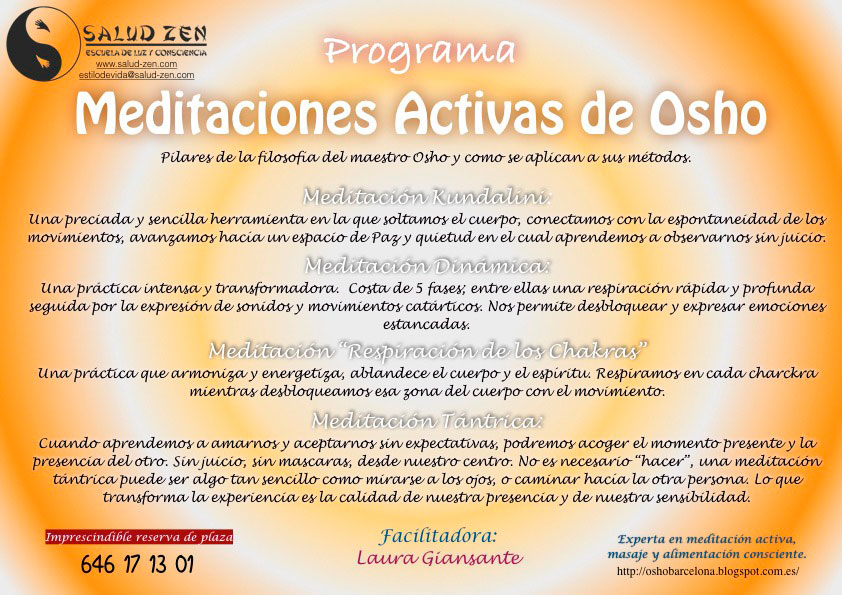 SALUD ZEN
ESCUELA DE LUZ Y CONSCIENCIA
www.salud-zen.com
estilodevida@salud-zen.com
Programa
Meditaciones Activas de Osho
Pilares de la filosofia del maestro Osho y como se aplican a sus métodos.
Meditación Kundalini:
Una preciada y sencilla herramienta en la que soltamos el cuerpo, conectamos con la espontaneidad de los
movimientos, avanzamos hacia un espacio de Paz y quietud en el cual aprendemos a observarnos sin juicio.
Meditación Dinámica:
Una práctica intensa y transformadora. Costa de 5 fases; entre ellas una respiración rápida y profunda
seguida por la expresión de sonidos y movimientos catárticos. Nos permite desbloquear y expresar emociones
estancadas.
Meditación "Respiración de los Chakras"
Una práctica que armoniza y energetiza, ablandece el cuerpo y el espiritu. Respiramos en cada charckra
mientras desbloqueamos esa zona del cuerpo con el movimiento.
Meditación Tántrica:
Cuando aprendemos a amarnos y aceptarnos sin expectativas, podremos acoger el momento presente y la
presencia del otro. Sin juicio, sin mascaras, desde nuestro centro. No es necesario "hacer", una meditación
tántrica puede ser algo tan sencillo como mirarse a los ojos, o caminar hacia la otra persona. Lo que
transforma la experiencia es la calidad de nuestra presencia y de nuestra sensibilidad.
Imprescindible reserva de plaza
646 17 13 01
Facilitadora:
Laura Giansante
Experta en meditación activa,
masaje y alimentación consciente.
http://oshobarcelona.blogspot.com.es/